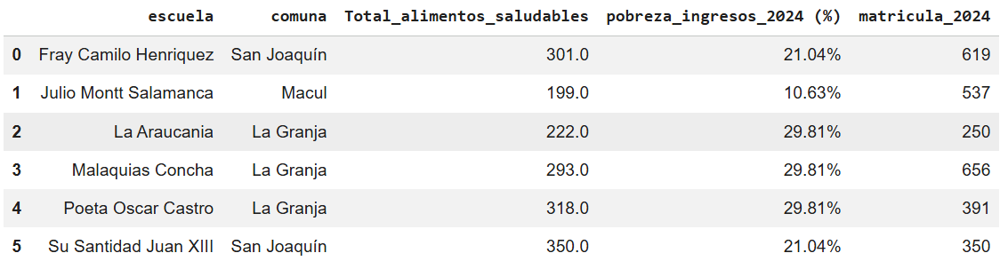 escuela comuna Total_alimentos_saludables pobreza_ingresos_2024 (%) matricula_2024
0 Fray Camilo Henriquez San Joaquín 301.0 21.04% 619
1 Julio Montt Salamanca Macul 199.0 10.63% 537
2 La Araucania La Granja 222.0 29.81% 250
3 Malaquias Concha La Granja 293.0 29.81% 656
4 Poeta Oscar Castro La Granja 318.0 29.81% 391
5 Su Santidad Juan XIII San Joaquín 350.0 21.04% 350